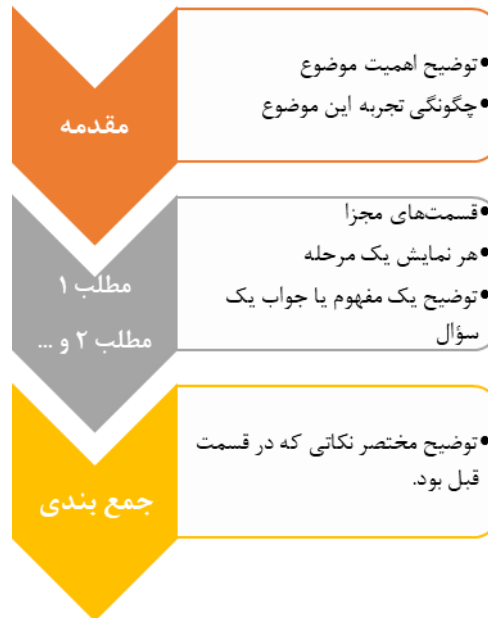 مقدمه
•توضیح اهمیت موضوع
•چگونگی تجربه این موضوع
مطلب ۱
مطلب ۲ و ...
•قسمت‌های مجزا
•هر نمایش یک مرحله
•توضیح یک مفهوم یا جواب یک
سؤال
جمع بندی
•توضیح مختصر نکاتی که در قسمت
قبل بود.